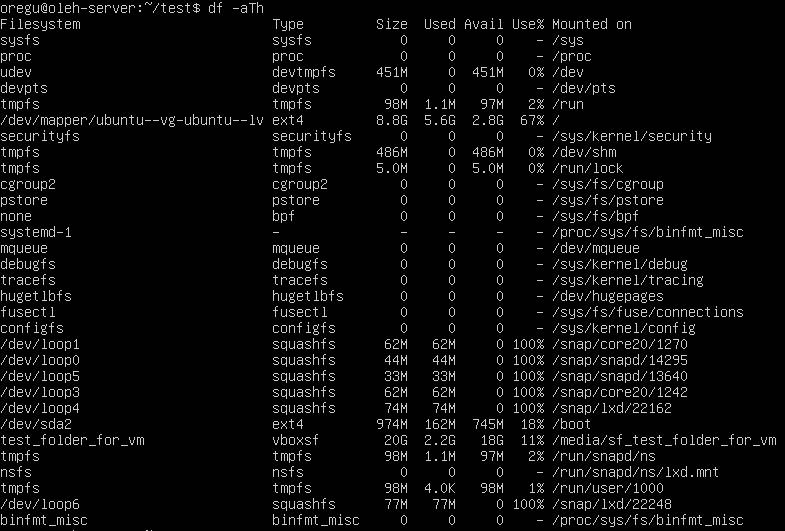 oregu@oleh-server:~/test$ df -aTh
Filesystem                        Type        Size  Used Avail Use% Mounted on
sysfs                             sysfs          0     0     0    - /sys
proc                              proc           0     0     0    - /proc
udev                              devtmpfs    451M     0  451M   0% /dev
devpts                            devpts         0     0     0    - /dev/pts
tmpfs                             tmpfs        98M  1.1M   97M   2% /run
/dev/mapper/ubuntu--vg-ubuntu--lv ext4        8.8G  5.6G  2.8G  67% /
securityfs                        securityfs     0     0     0    - /sys/kernel/security
tmpfs                             tmpfs       486M     0  486M   0% /dev/shm
tmpfs                             tmpfs       5.0M     0  5.0M   0% /run/lock
cgroup2                           cgroup2        0     0     0    - /sys/fs/cgroup
pstore                            pstore         0     0     0    - /sys/fs/pstore
none                              bpf            0     0     0    - /sys/fs/bpf
systemd-1                         -              -     -     -    - /proc/sys/fs/binfmt_misc
mqueue                            mqueue         0     0     0    - /dev/mqueue
debugfs                           debugfs        0     0     0    - /sys/kernel/debug
tracefs                           tracefs        0     0     0    - /sys/kernel/tracing
hugetlbfs                         hugetlbfs      0     0     0    - /dev/hugepages
fusectl                           fusectl        0     0     0    - /sys/fs/fuse/connections
configfs                          configfs       0     0     0    - /sys/kernel/config
/dev/loop1                        squashfs     62M   62M     0 100% /snap/core20/1270
/dev/loop0                        squashfs     44M   44M     0 100% /snap/snapd/14295
/dev/loop5                        squashfs     33M   33M     0 100% /snap/snapd/13640
/dev/loop3                        squashfs     62M   62M     0 100% /snap/core20/1242
/dev/loop4                        squashfs     74M   74M     0 100% /snap/lxd/22162
/dev/sda2                         ext4        974M  162M  745M  18% /boot
test_folder_for_vm                vboxsf       20G  2.2G   18G  11% /media/sf_test_folder_for_vm
tmpfs                             tmpfs        98M  1.1M   97M   2% /run/snapd/ns
nsfs                              nsfs           0     0     0    - /run/snapd/ns/lxd.mnt
tmpfs                             tmpfs        98M  4.0K   98M   1% /run/user/1000
/dev/loop6                        squashfs     77M   77M     0 100% /snap/lxd/22248
binfmt_misc                       binfmt_misc    0     0     0    - /proc/sys/fs/binfmt_misc